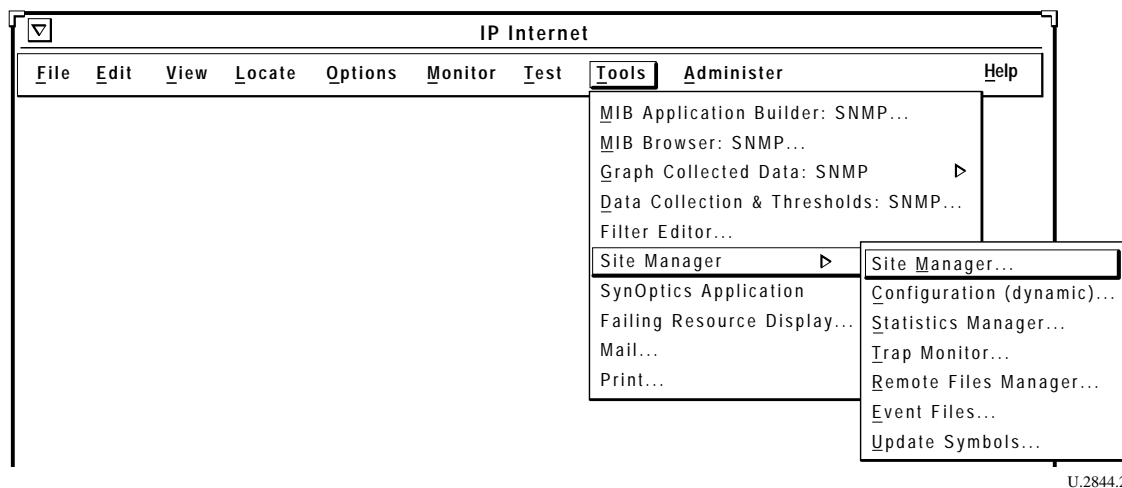 IP Internet
File Edit View Locate Options Monitor Test Tools Administer Help
MIB Application Builder: SNMP...
MIB Browser: SNMP...
Graph Collected Data: SNMP
Data Collection & Thresholds: SNMP...
Filter Editor...
Site Manager
SynOptics Application
Failing Resource Display...
Mail...
Print...
Site Manager...
Configuration (dynamic)...
Statistics Manager...
Trap Monitor...
Remote Files Manager...
Event Files...
Update Symbols...
U.2844.2